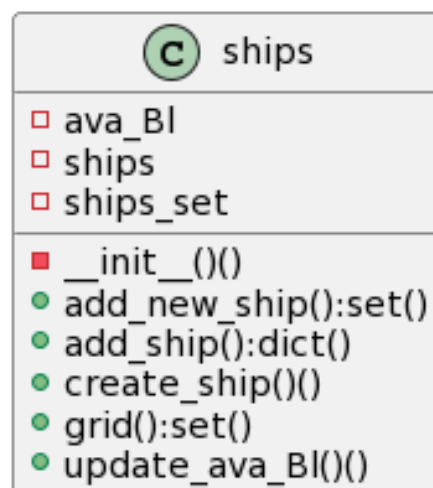 C ships
ava_Bl
ships
ships_set
__init__()()
add_new_ship():set()
add_ship():dict()
create_ship()()
grid():set()
update_ava_Bl()()